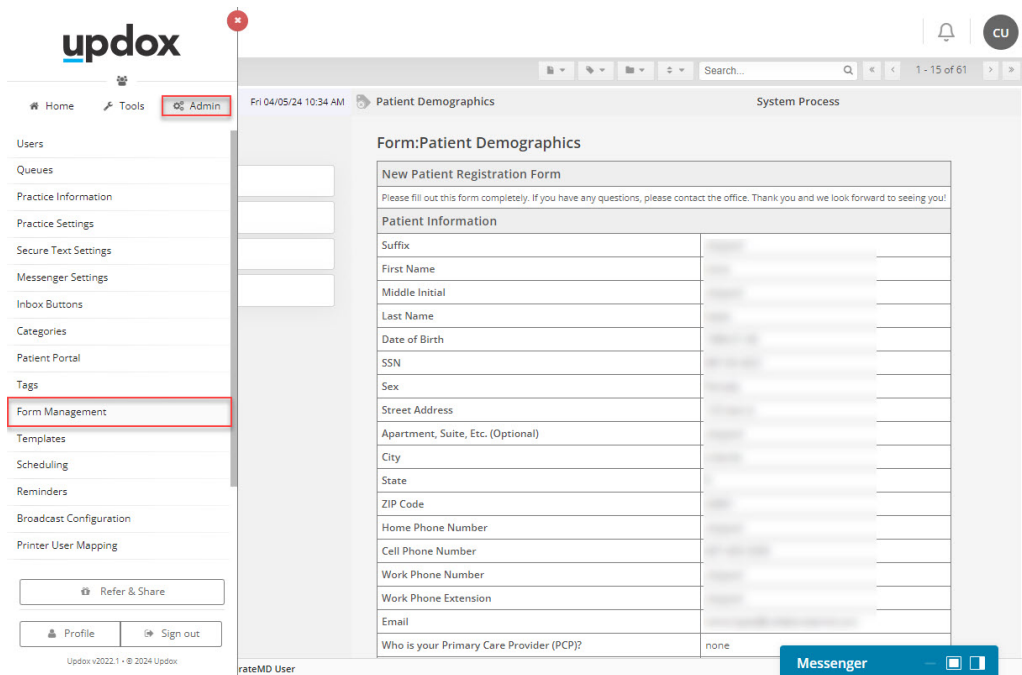 updox
CU
Search...
1 - 15 of 61
Home
Tools
Admin
Fri 04/05/24 10:34 AM
Patient Demographics
System Process
Users
Queues
Practice Information
Practice Settings
Secure Text Settings
Messenger Settings
Inbox Buttons
Categories
Patient Portal
Tags
Form Management
Templates
Scheduling
Reminders
Broadcast Configuration
Printer User Mapping
Refer & Share
Profile
Sign out
Updox v2022.1 • © 2024 Updox
Form:Patient Demographics
New Patient Registration Form
Please fill out this form completely. If you have any questions, please contact the office. Thank you and we look forward to seeing you!
Patient Information
Suffix
First Name
Middle Initial
Last Name
Date of Birth
SSN
Sex
Street Address
Apartment, Suite, Etc. (Optional)
City
State
ZIP Code
Home Phone Number
Cell Phone Number
Work Phone Number
Work Phone Extension
Email
Who is your Primary Care Provider (PCP)? none
rateMD User
Messenger